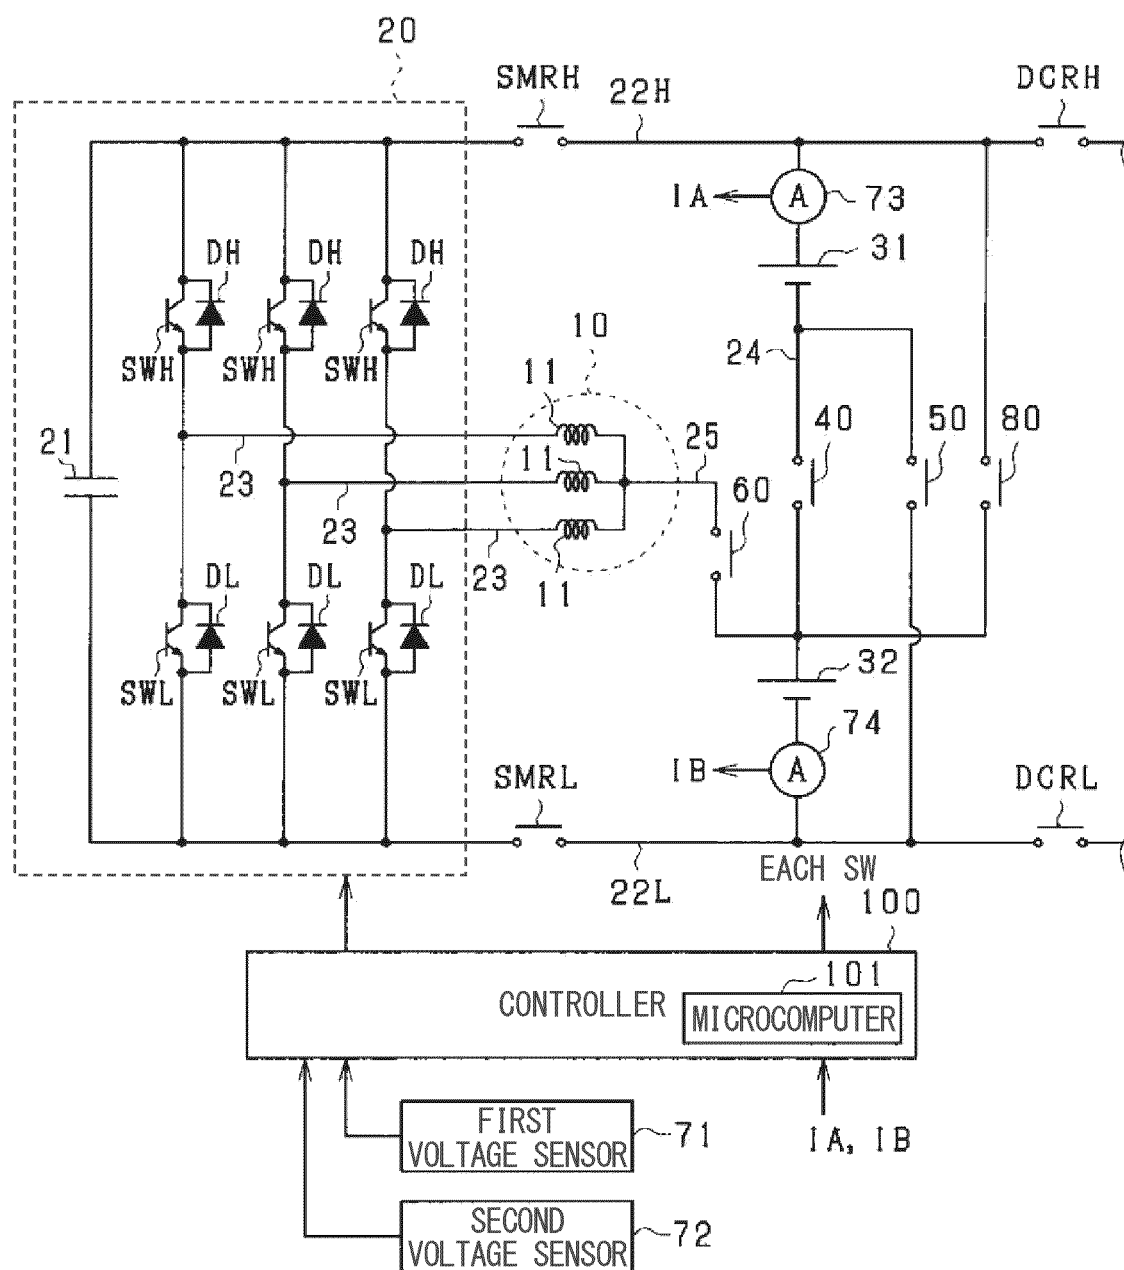 20
SMRH
22H
DCRH
IA
A
73
31
DH
DH
DH
SWH
SWH
SWH
10
24
11
21
11
25
40
50
80
23
23
60
23
11
DL
DL
DL
32
SWL
SWL
SWL
74
IB
A
SMRL
DCRL
22L
EACH SW
100
CONTROLLER
101
MICROCOMPUTER
FIRST
VOLTAGE SENSOR
71
IA, IB
SECOND
VOLTAGE SENSOR
72